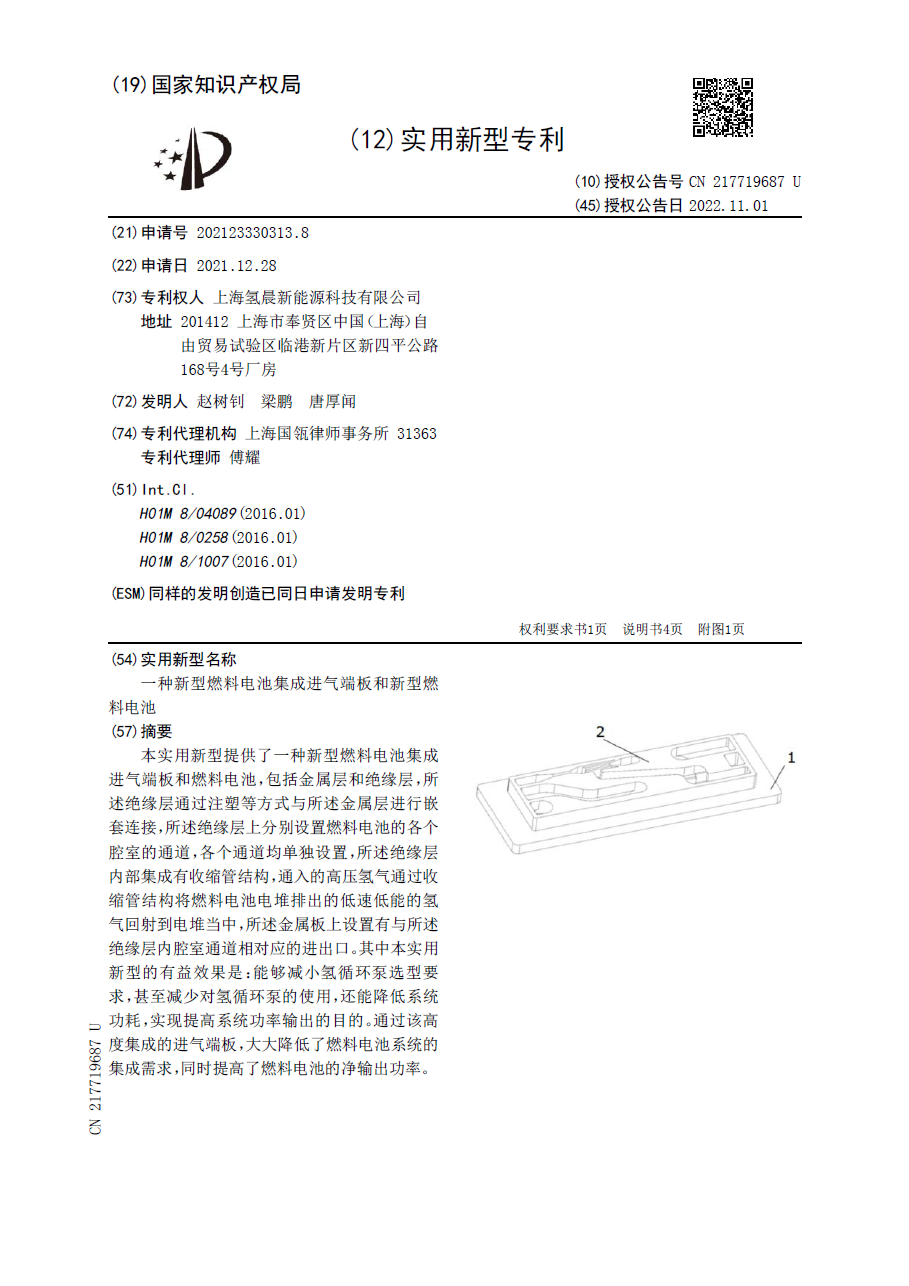 (19)国家知识产权局
(12)实用新型专利
(10)授权公告号 CN 217719687 U
(45)授权公告日 2022.11.01
(21)申请号 202123330313.8
(22)申请日 2021.12.28
(73)专利权人 上海氢晨新能源科技有限公司
地址 201412 上海市奉贤区中国(上海)自
由贸易试验区临港新片区新四平公路
168号4号厂房
(72)发明人 赵树钊 梁鹏 唐厚闻
(74)专利代理机构 上海国瓴律师事务所 31363
专利代理师 傅耀
(51)Int.Cl.
H01M 8/04089(2016.01)
H01M 8/0258(2016.01)
H01M 8/1007(2016.01)
(ESM)同样的发明创造已同日申请发明专利
权利要求书1页 说明书4页 附图1页
(54)实用新型名称
一种新型燃料电池集成进气端板和新型燃
料电池
(57)摘要
本实用新型提供了一种新型燃料电池集成
进气端板和燃料电池,包括金属层和绝缘层,所
述绝缘层通过注塑等方式与所述金属层进行嵌
套连接,所述绝缘层上分别设置燃料电池的各个
腔室的通道,各个通道均单独设置,所述绝缘层
内部集成有收缩管结构,通入的高压氢气通过收
缩管结构将燃料电池电堆排出的低速低能的氢
气回射到电堆当中,所述金属板上设置有与所述
绝缘层内腔室通道相对应的进出口。其中本实用
新型的有益效果是:能够减小氢循环泵选型要
求,甚至减少对氢循环泵的使用,还能降低系统
功耗,实现提高系统功率输出的目的。通过该高
度集成的进气端板,大大降低了燃料电池系统的
集成需求,同时提高了燃料电池的净输出功率。
2
1
CN 217719687 U